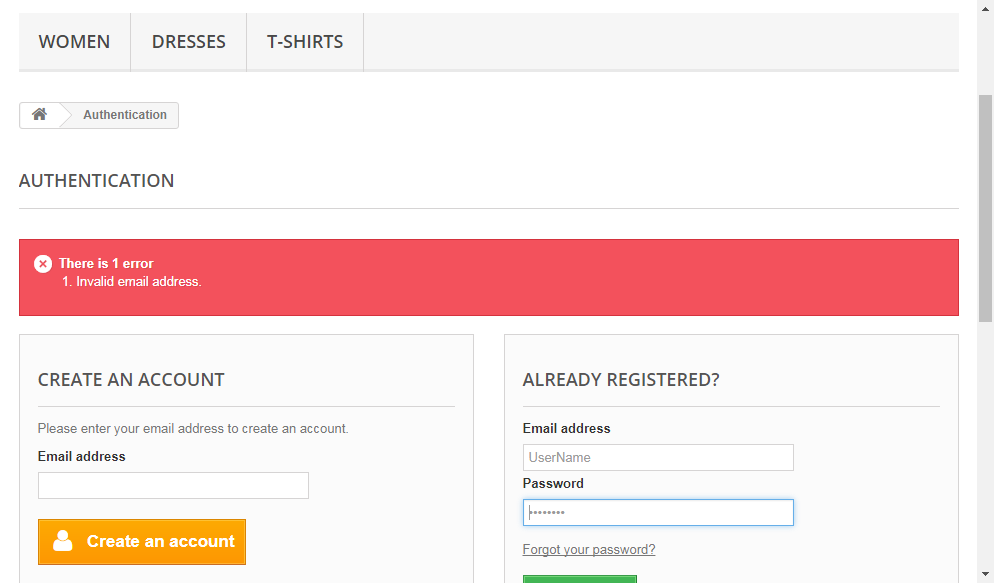 WOMEN
DRESSES
T-SHIRTS
Authentication
AUTHENTICATION
There is 1 error
1. Invalid email address.
CREATE AN ACCOUNT
Please enter your email address to create an account.
Email address
Create an account
ALREADY REGISTERED?
Email address
UserName
Password
••••••••
Forgot your password?